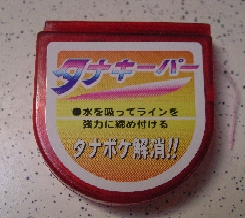 タナキーパー
●水を吸ってラインを
強力に締め付ける
タナボケ解消!!